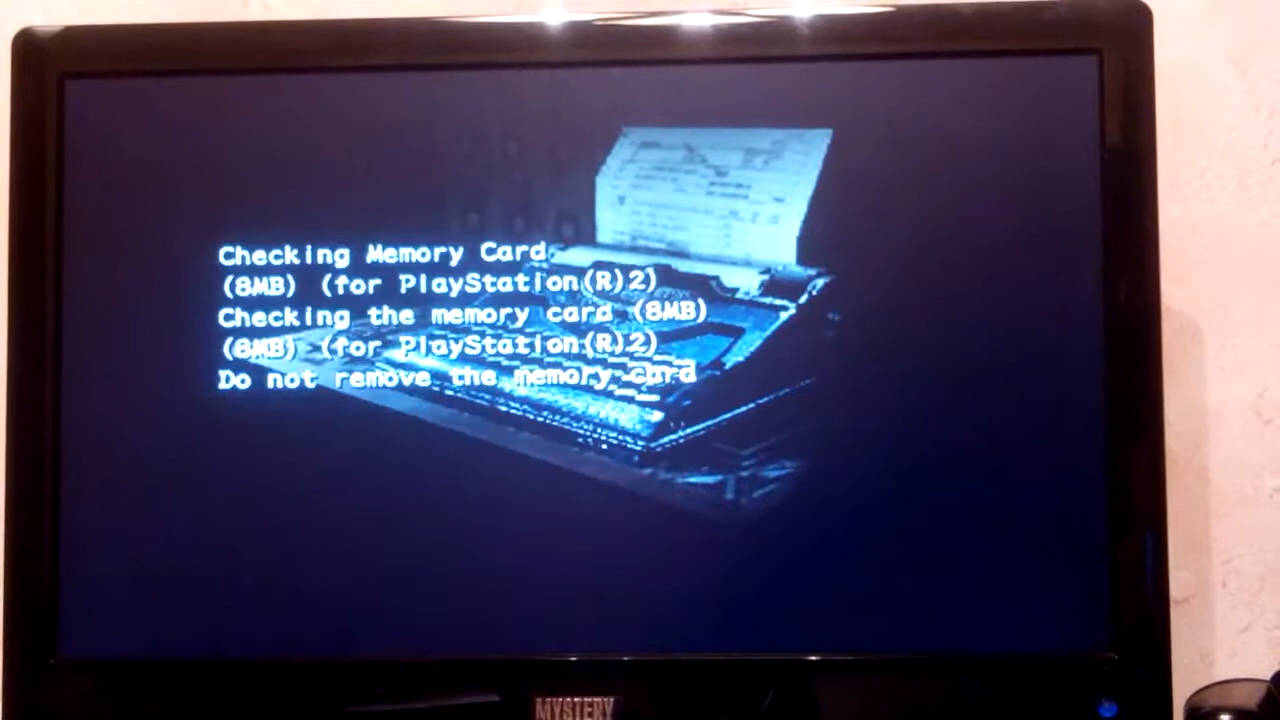 Checking Memory Card
(8MB) (for PlayStation(R)2)
Checking the memory card (8MB)
(8MB) (for PlayStation(R)2)
Do not remove the memory card
MYSTERY